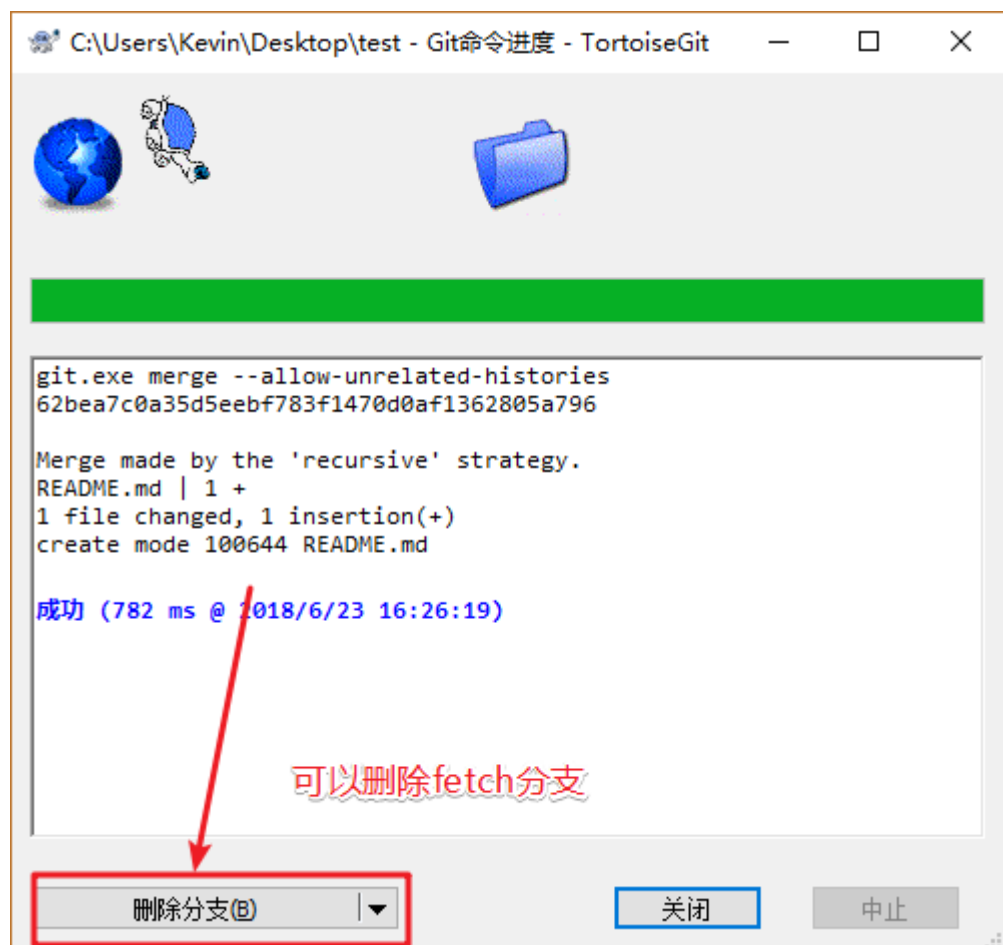 C:\Users\Kevin\Desktop\test - Git命令进度 - TortoiseGit
git.exe merge --allow-unrelated-histories
62bea7c0a35d5eebf783f1470d0af1362805a796
Merge made by the 'recursive' strategy.
README.md | 1 +
1 file changed, 1 insertion(+)
create mode 100644 README.md
成功 (782 ms @ 2018/6/23 16:26:19)
可以删除fetch分支
删除分支(B)
关闭
中止